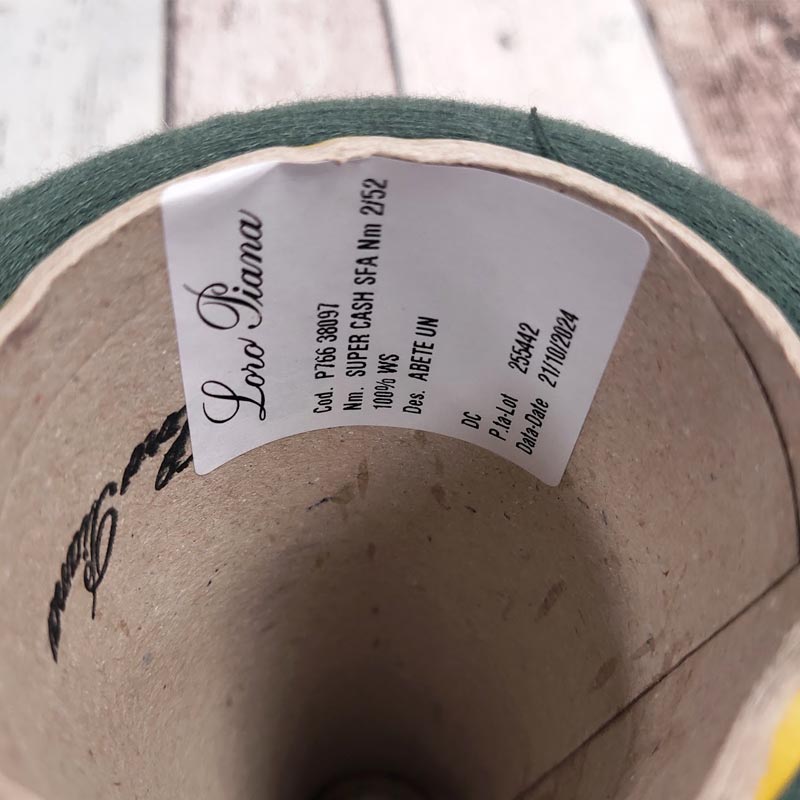 Loro Piana
Cod. P766 38097
Nm. SUPER CASH SFA Nm 2/52
100% WS
Des. ABETE UN
DC
P.ta-Lot 255442
Data-Date 21/10/2024
Piana